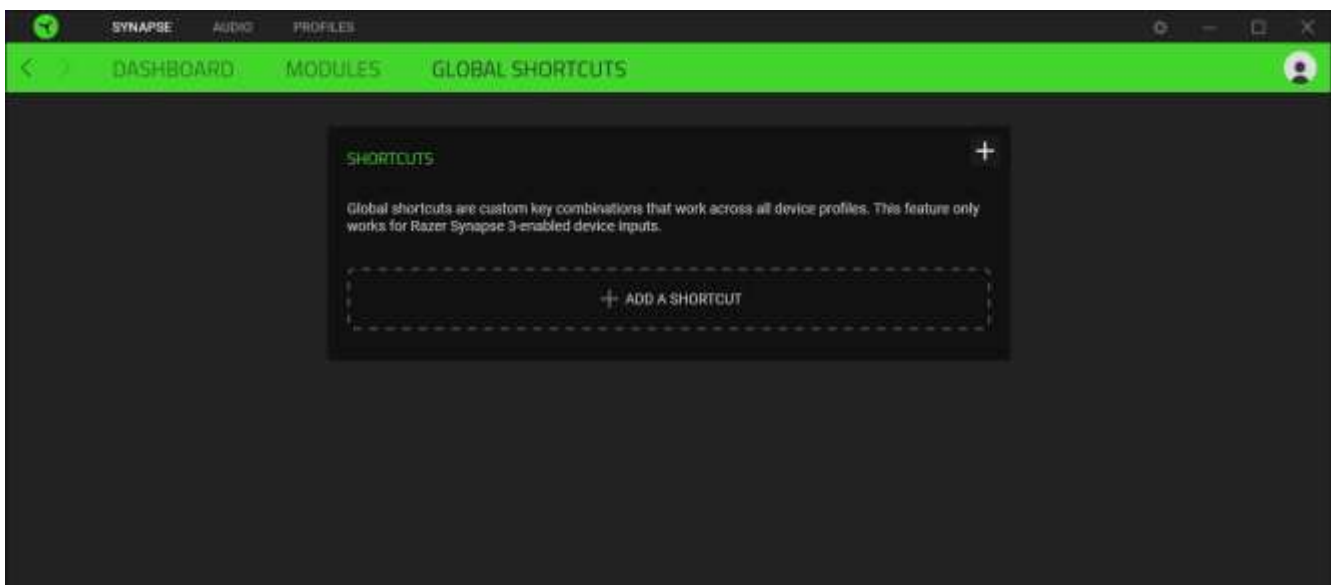 SYNAPSE AUDIO PROFILES
DASHBOARD MODULES GLOBAL SHORTCUTS
SHORTCUTS
Global shortcuts are custom key combinations that work across all device profiles. This feature only
works for Razer Synapse 3-enabled device inputs.
ADD A SHORTCUT